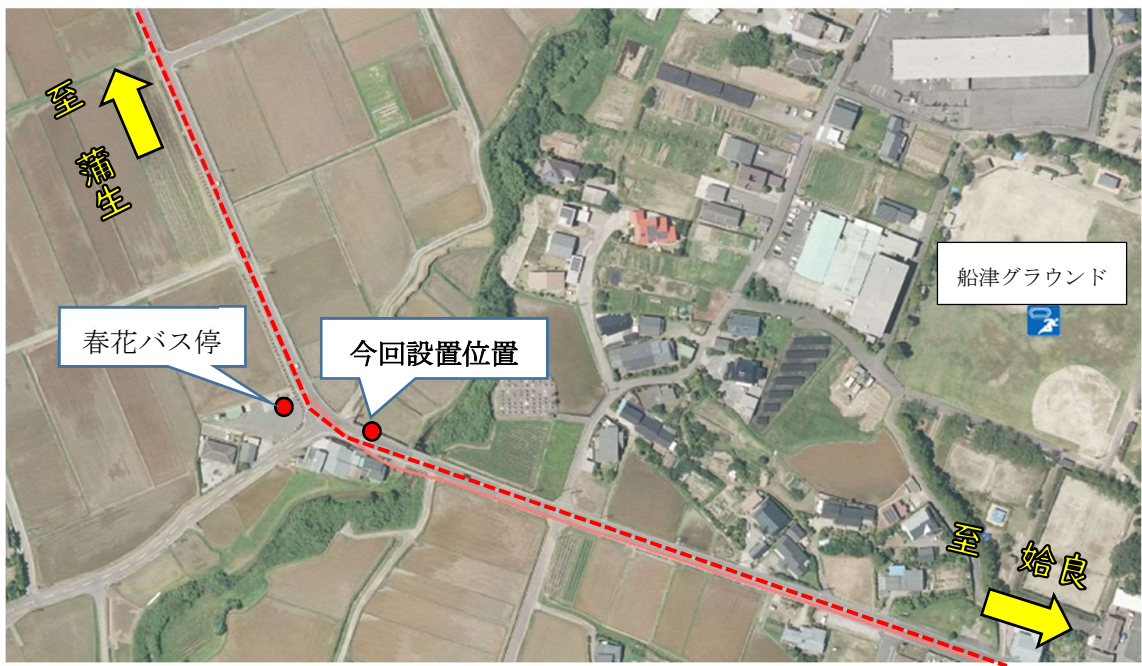 至 蒲生
船津グラウンド
春花バス停
今回設置位置
至 姶良